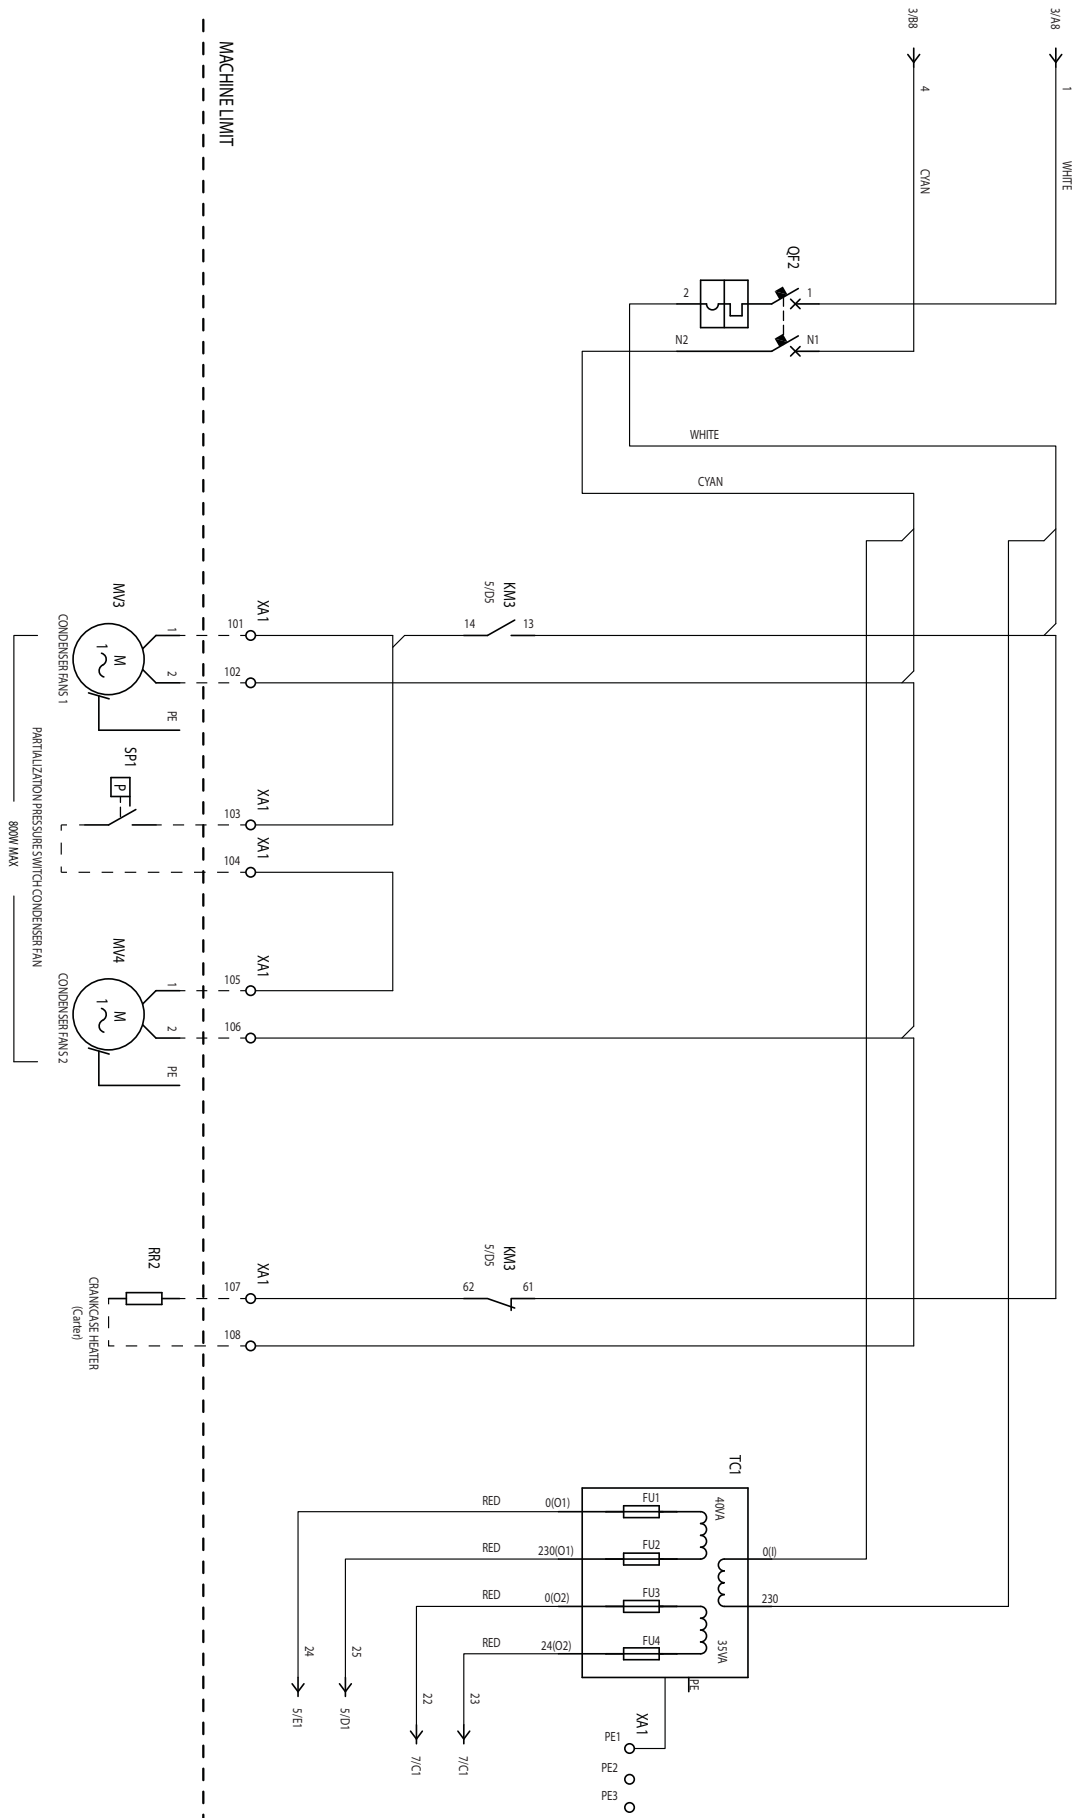 3/B8
3/A8
4
1
MACHINE LIMIT
CYAN
WHITE
QF2
2
1
N2
N1
WHITE
CYAN
MV3
XA1
KM3
5/D5
1
101
14
13
M
1
CONDENSER FANS 1
2
102
PE
SP1
P
XA1
103
XA1
104
PARTIALIZATION PRESSURE SWITCH CONDENSER FAN
800W MAX
MV4
XA1
1
105
M
1
CONDENSER FANS 2
2
106
PE
RR2
XA1
KM3
5/D5
107
62
61
CRANKCASE HEATER
(Carter)
108
TC1
RED
0(O1)
FU1
40VA
RED
230(O1)
FU2
0(I)
RED
0(O2)
FU3
230
RED
24(O2)
FU4
35VA
24
25
22
23
PE
5/E1
5/D1
7/C1
7/C1
XA1
PE1
PE2
PE3